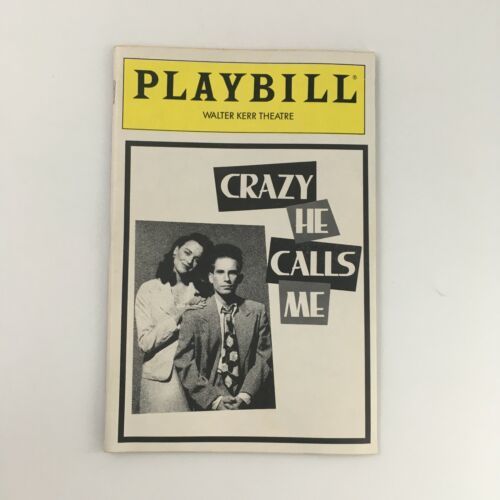 PLAYBILL®
WALTER KERR THEATRE
CRAZY
HE
CALLS
ME